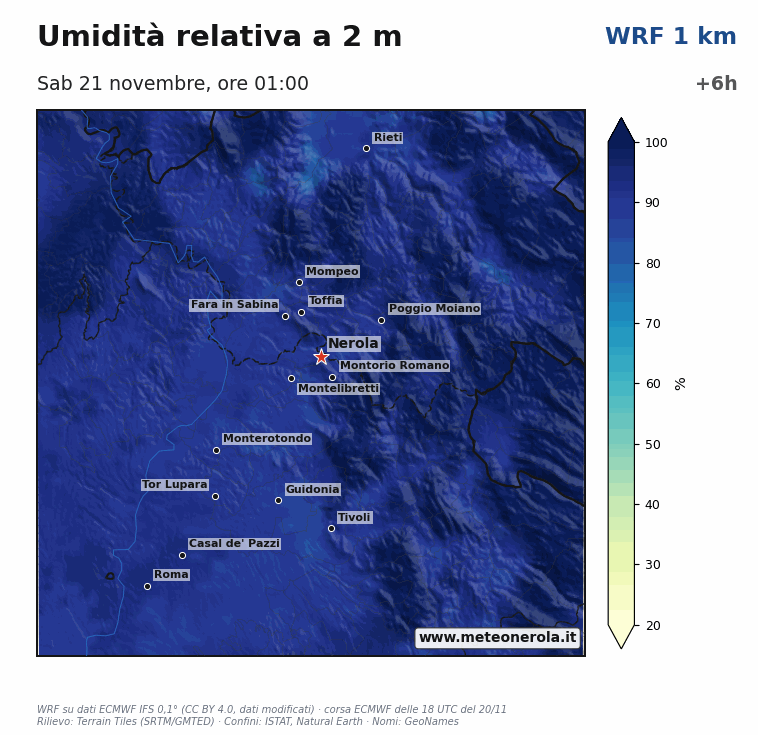 Umidità relativa a 2 m
WRF 1 km
Sab 21 novembre, ore 01:00
+6h
Rieti
Mompeo
Toffia
Fara in Sabina
Poggio Moiano
Nerola
Montorio Romano
Montelibretti
Monterotondo
Tor Lupara
Guidonia
Tivoli
Casal de' Pazzi
Roma
www.meteonerola.it
100
90
80
70
60
50
40
30
20
%
WRF su dati ECMWF IFS 0,1° (CC BY 4.0, dati modificati) · corsa ECMWF delle 18 UTC del 20/11
Rilievo: Terrain Tiles (SRTM/GMTED) · Confini: ISTAT, Natural Earth · Nomi: GeoNames